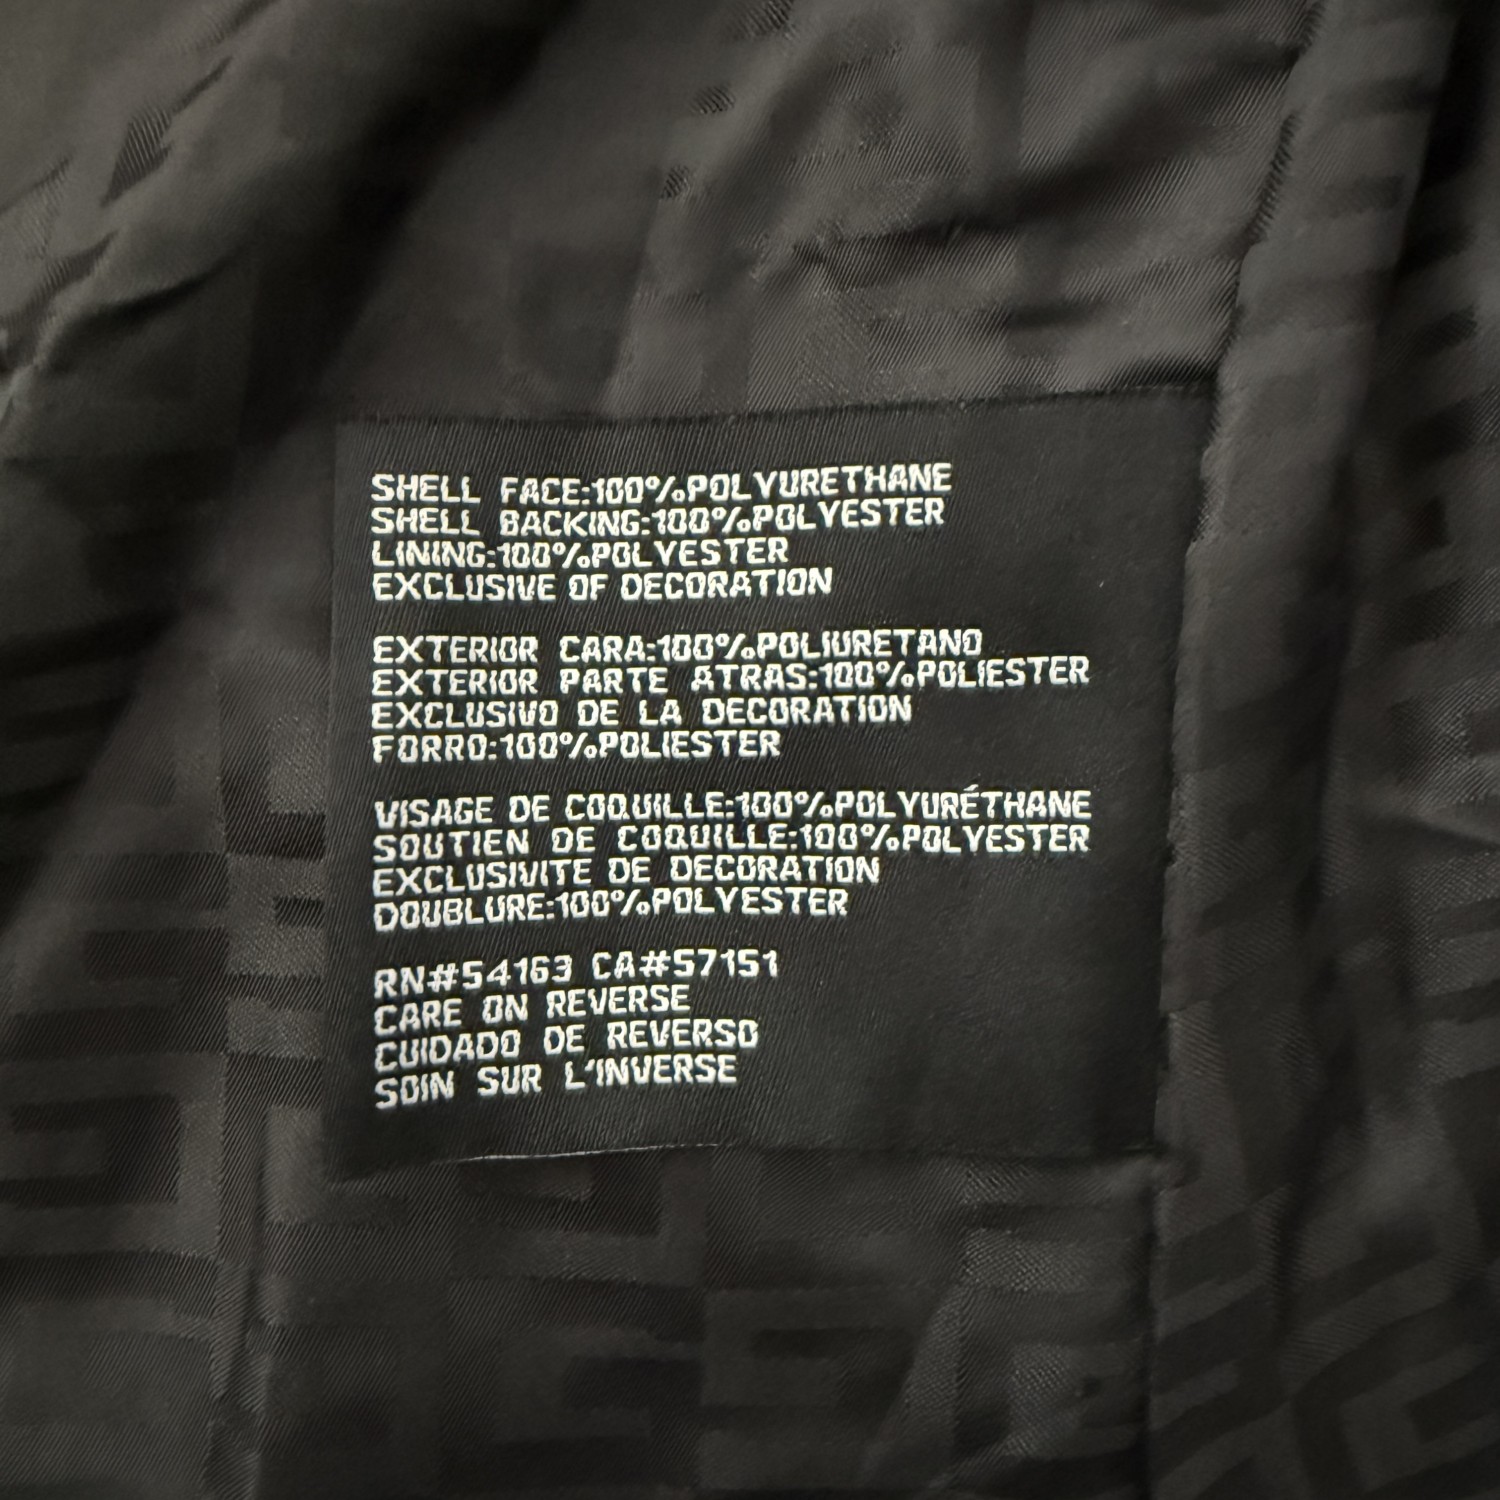 SHELL FACE:100%POLYURETHANE
SHELL BACKING:100%POLYESTER
LINING:100%POLYESTER
EXCLUSIVE OF DECORATION
EXTERIOR CARA:100%POLIURETANO
EXTERIOR PARTE ATRAS:100%POLIESTER
EXCLUSIVO DE LA DECORATION
FORRO:100%POLIESTER
VISAGE DE COQUILLE:100%POLYURÉTHANE
SOUTIEN DE COQUILLE:100%POLYESTER
EXCLUSIVITE DE DECORATION
DOUBLURE:100%POLYESTER
RN#54163 CA#57151
CARE ON REVERSE
CUIDADO DE REVERSO
SOIN SUR L'INVERSE